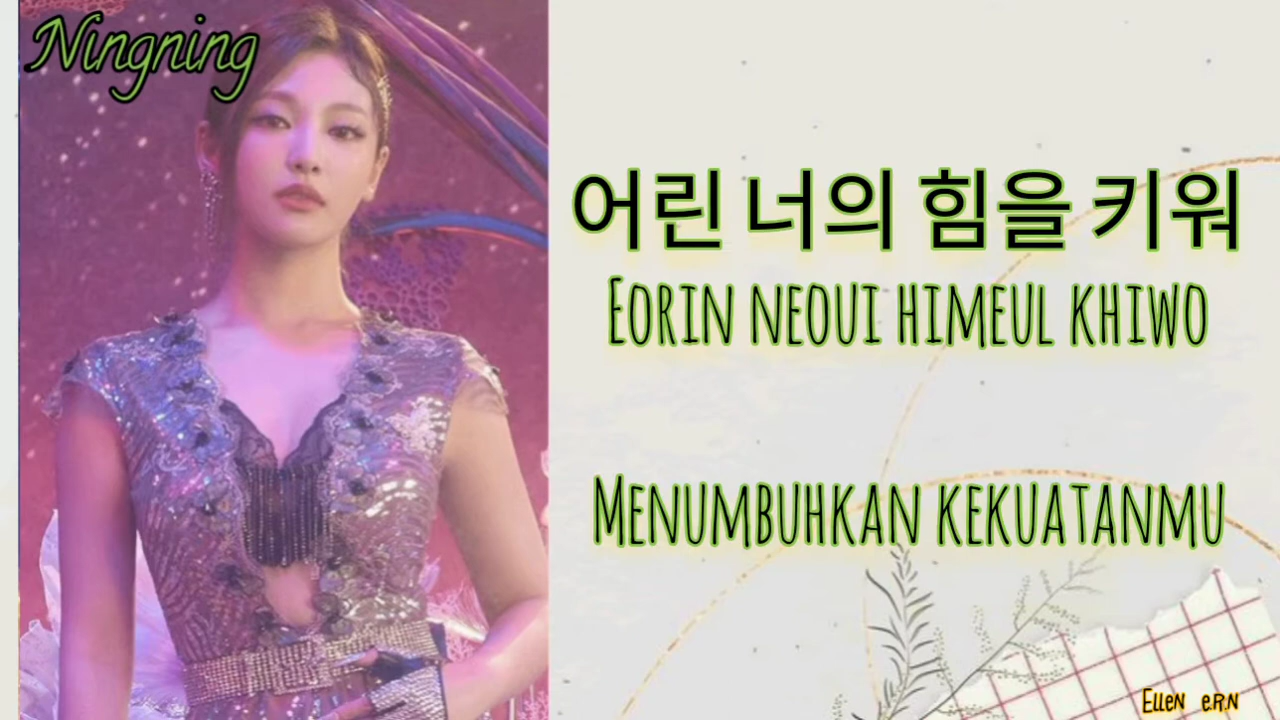 Ningning
어린 너의 힘을 키워
Eorin neoui himeul khiwo
Menumbuhkan kekuatanmu
Ellen e.R.N